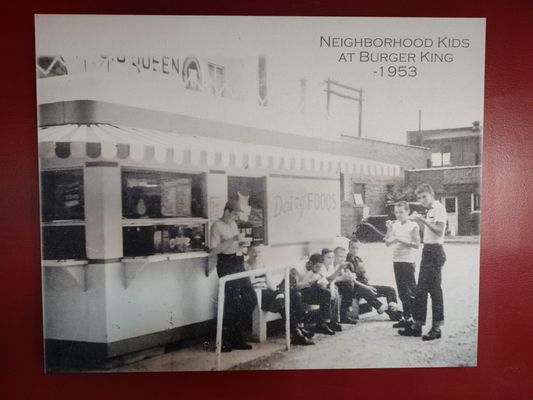 Neighborhood Kids
at Burger King
-1953
QUEEN
Dairy FOODS